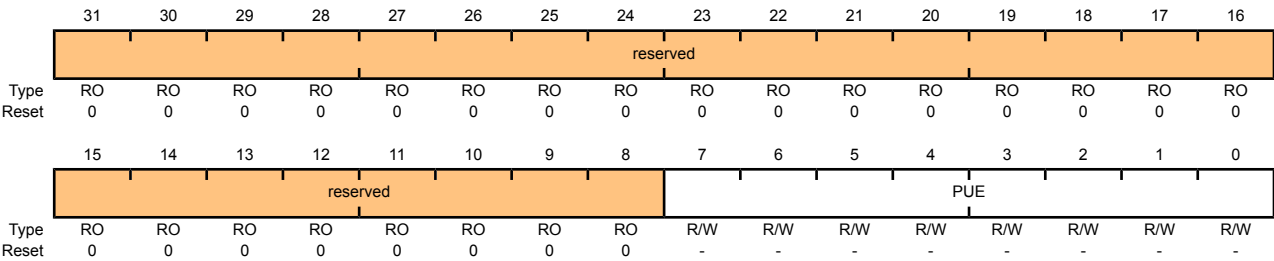 31 30 29 28 27 26 25 24 23 22 21 20 19 18 17 16
reserved
Type RO RO RO RO RO RO RO RO RO RO RO RO RO RO RO RO
Reset 0 0 0 0 0 0 0 0 0 0 0 0 0 0 0 0
15 14 13 12 11 10 9 8 7 6 5 4 3 2 1 0
reserved PUE
Type RO RO RO RO RO RO RO RO R/W R/W R/W R/W R/W R/W R/W R/W
Reset 0 0 0 0 0 0 0 0 - - - - - - - -